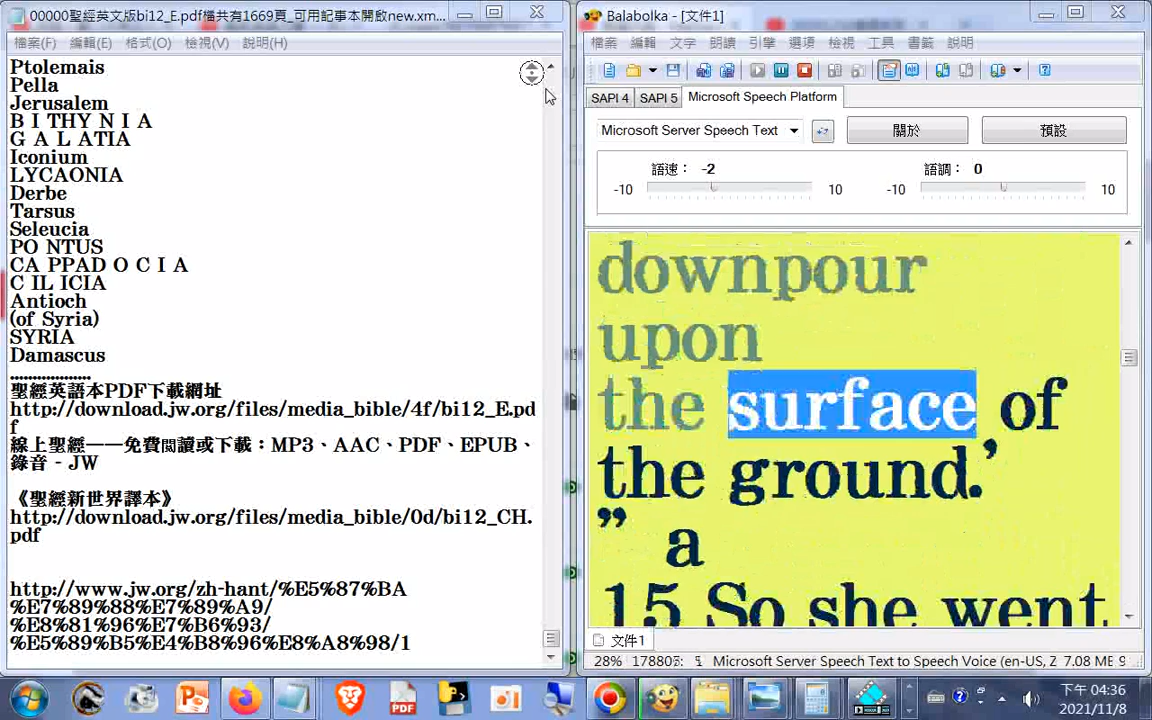 00000聖經英文版bi12_E.pdf檔共有1669頁_可用記事本開啟new.xm...
檔案(F) 編輯(E) 格式(O) 檢視(V) 說明(H)
Ptolemais
Pella
Jerusalem
B I THY N I A
G A L ATIA
Iconium
LYCAONIA
Derbe
Tarsus
Seleucia
PO NTUS
CA PPAD O C I A
C IL ICIA
Antioch
(of Syria)
SYRIA
Damascus
..................
聖經英語本PDF下載網址
http://download.jw.org/files/media_bible/4f/bi12_E.pd
f
線上聖經——免費閱讀或下載：MP3、AAC、PDF、EPUB、
錄音 - JW
《聖經新世界譯本》
http://download.jw.org/files/media_bible/0d/bi12_CH.
pdf
http://www.jw.org/zh-hant/%E5%87%BA
%E7%89%88%E7%89%A9/
%E8%81%96%E7%B6%93/
%E5%89%B5%E4%B8%96%E8%A8%98/1
Balabolka - [文件1]
檔案 編輯 文字 朗讀 引擎 選項 檢視 工具 書籤 說明
SAPI 4 SAPI 5 Microsoft Speech Platform
Microsoft Server Speech Text 關於 預設
語速： -2 語調： 0
-10 10 -10 10
downpour
upon
the surface of
the ground.’
” a
15 So she went
文件1
28% Microsoft Server Speech Text to Speech Voice (en-US, Z 7.08 MB 9
PDF
下午 04:36
2021/11/8